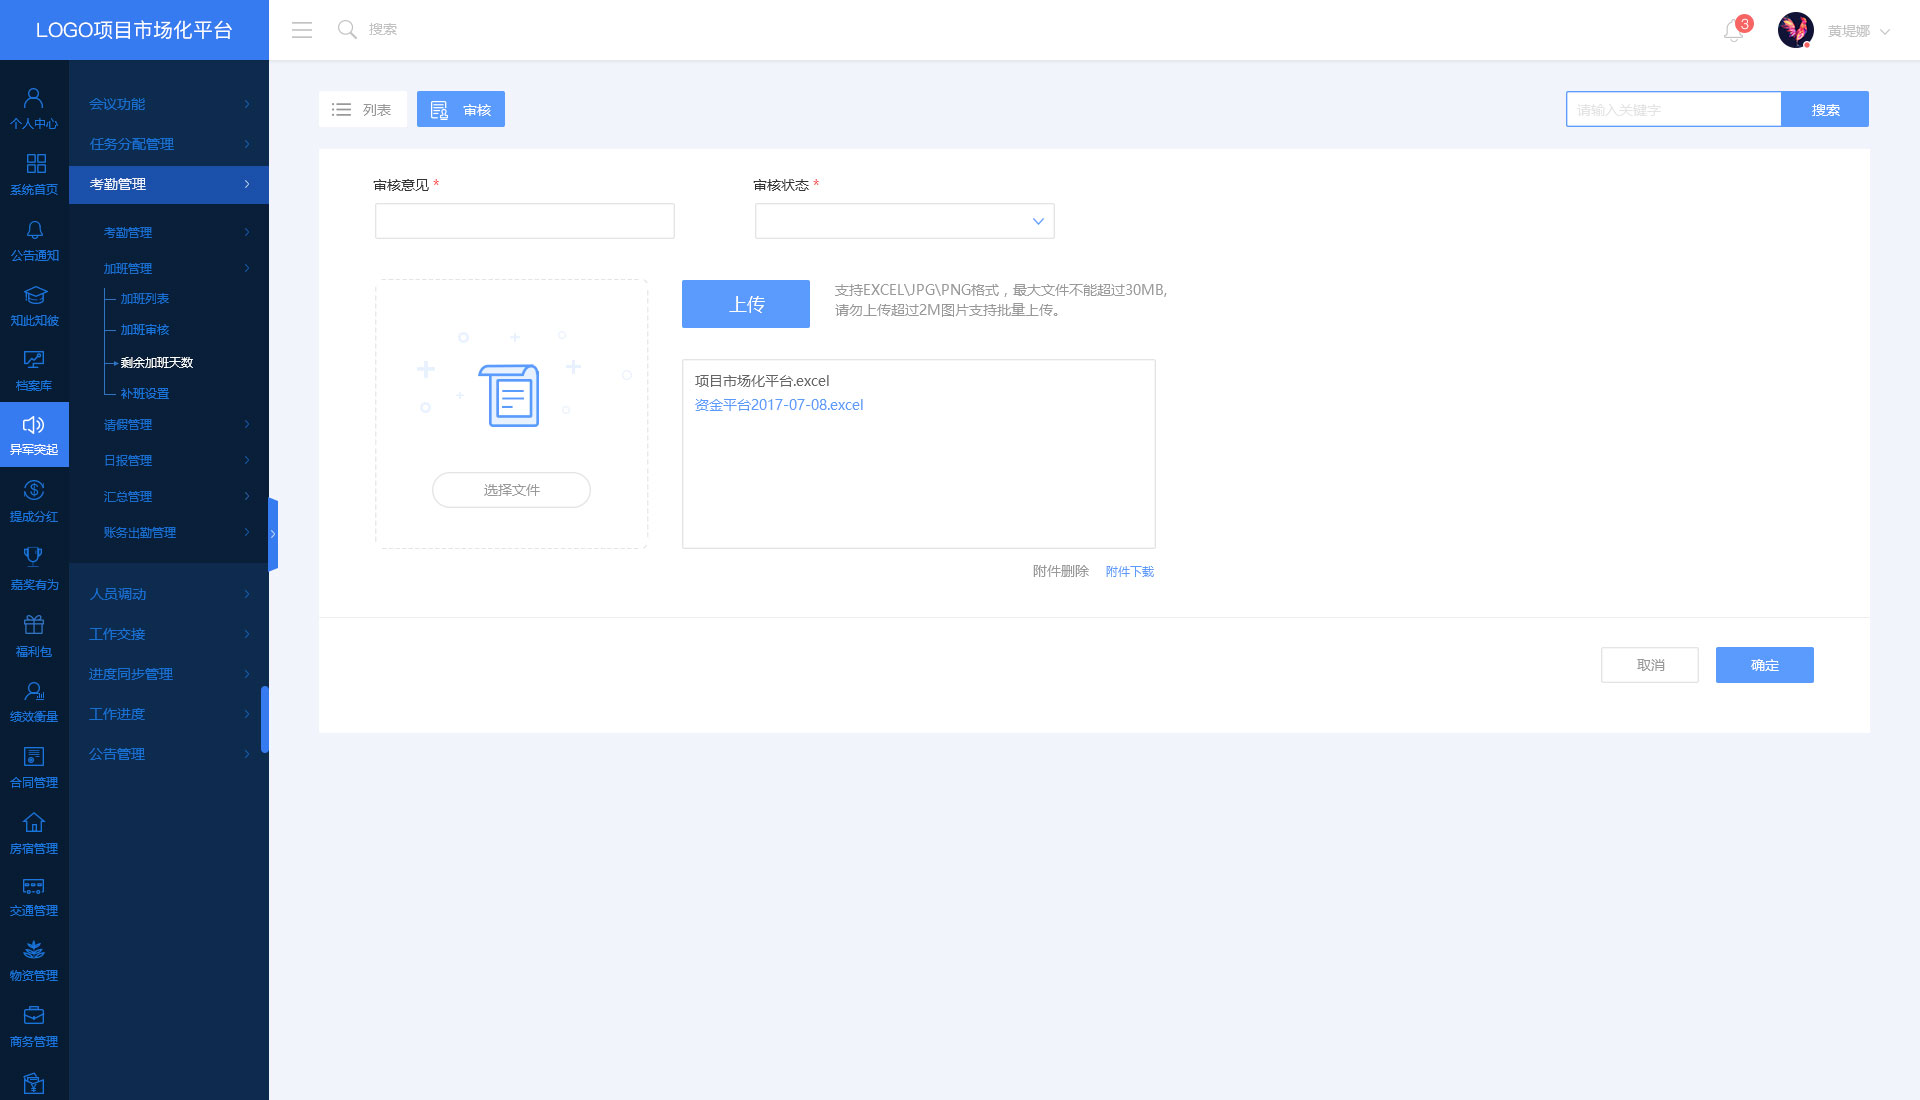 LOGO项目市场化平台
搜索
3
黄堤娜
个人中心
系统首页
公告通知
知此知彼
档案库
异军突起
提成分红
嘉奖有为
福利包
绩效衡量
合同管理
房宿管理
交通管理
物资管理
商务管理
会议功能
任务分配管理
考勤管理
考勤管理
加班管理
加班列表
加班审核
剩余加班天数
补班设置
请假管理
日报管理
汇总管理
账务出勤管理
人员调动
工作交接
进度同步管理
工作进度
公告管理
列表
审核
请输入关键字
搜索
审核意见 *
审核状态 *
选择文件
上传
支持EXCEL\JPG\PNG格式，最大文件不能超过30MB,
请勿上传超过2M图片支持批量上传。
项目市场化平台.excel
资金平台2017-07-08.excel
附件删除
附件下载
取消
确定